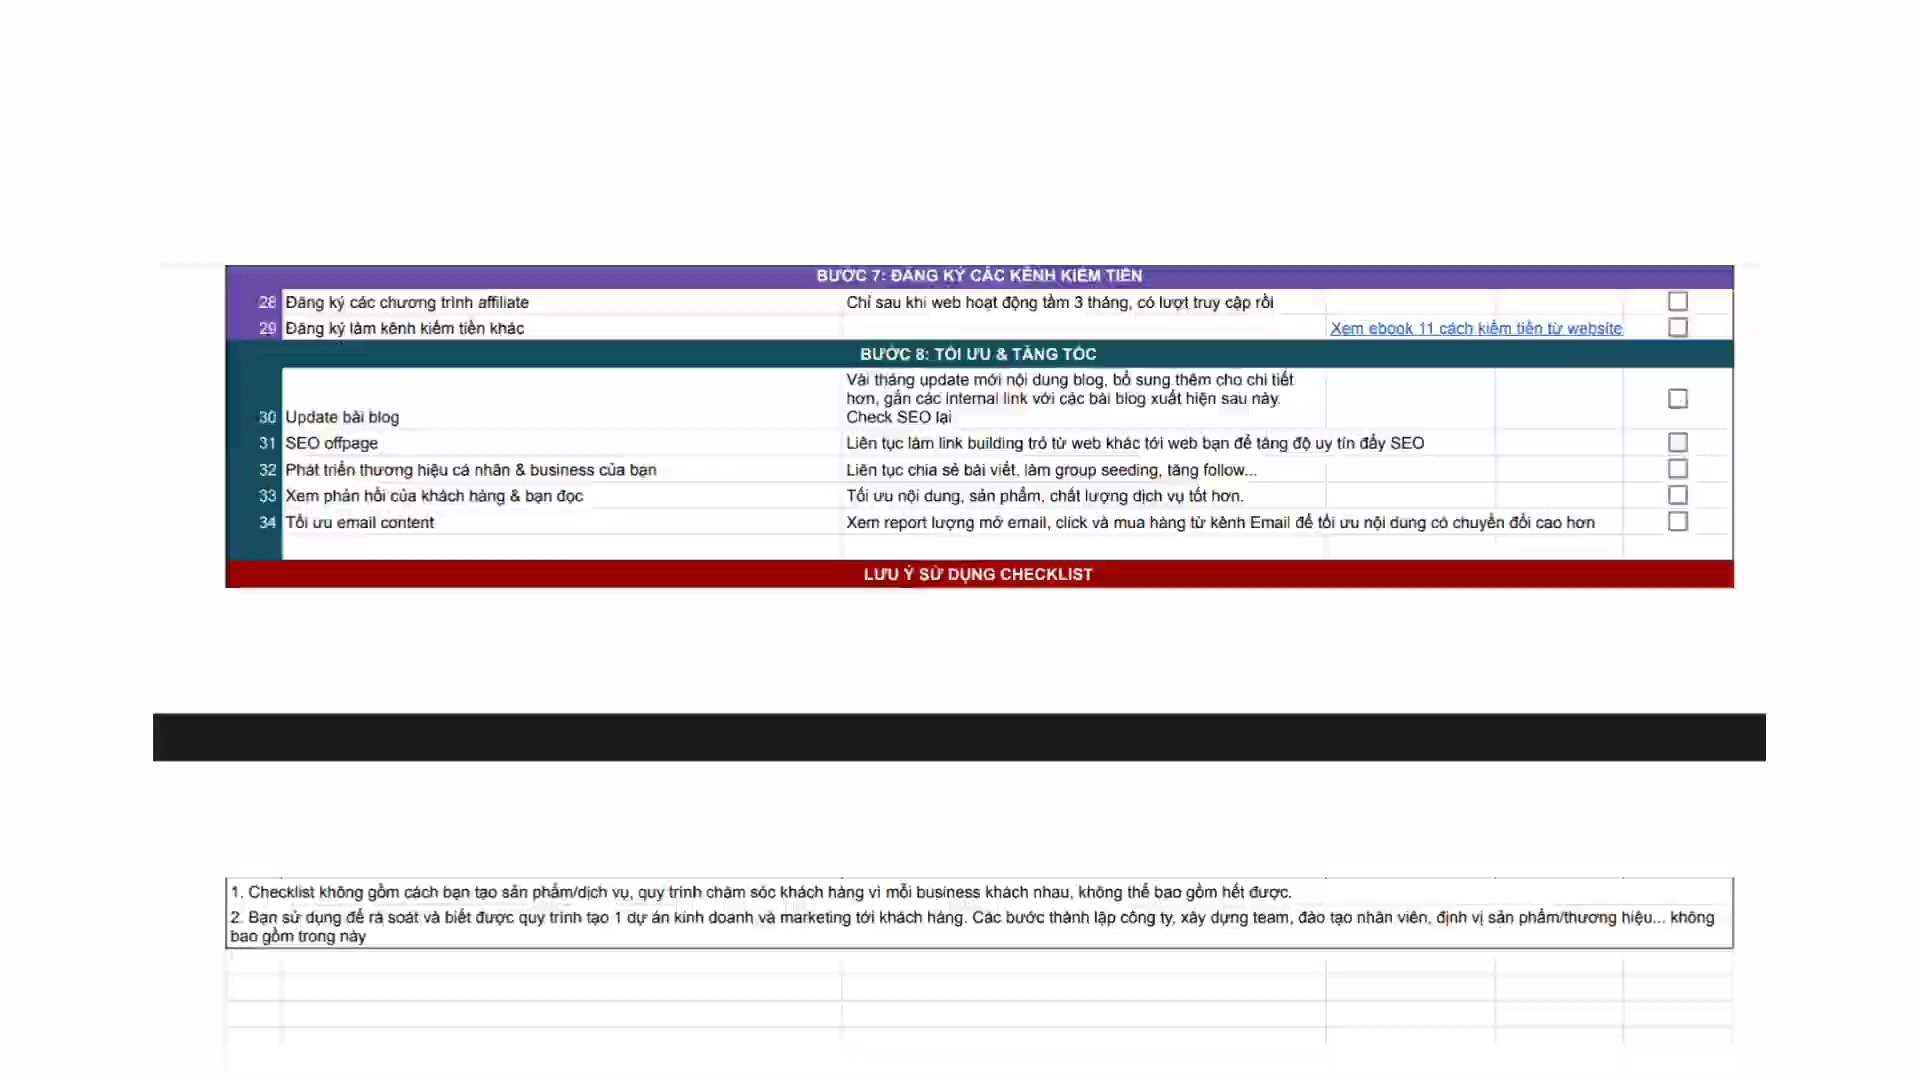 BƯỚC 7: ĐĂNG KÝ CÁC KÊNH KIẾM TIỀN
28 Đăng ký các chương trình affiliate Chỉ sau khi web hoạt động tầm 3 tháng, có lượt truy cập rồi
29 Đăng ký làm kênh kiếm tiền khác Xem ebook 11 cách kiếm tiền từ website
BƯỚC 8: TỐI ƯU & TĂNG TỐC
Vài tháng update mới nội dung blog, bổ sung thêm cho chi tiết
hơn, gắn các internal link với các bài blog xuất hiện sau này.
30 Update bài blog Check SEO lại
31 SEO offpage Liên tục làm link building trỏ từ web khác tới web bạn để tăng độ uy tín đẩy SEO
32 Phát triển thương hiệu cá nhân & business của bạn Liên tục chia sẻ bài viết, làm group seeding, tăng follow...
33 Xem phản hồi của khách hàng & bạn đọc Tối ưu nội dung, sản phẩm, chất lượng dịch vụ tốt hơn.
34 Tối ưu email content Xem report lượng mở email, click và mua hàng từ kênh Email để tối ưu nội dung có chuyển đổi cao hơn
LƯU Ý SỬ DỤNG CHECKLIST
1. Checklist không gồm cách bạn tạo sản phẩm/dịch vụ, quy trình chăm sóc khách hàng vì mỗi business khách nhau, không thể bao gồm hết được.
2. Bạn sử dụng để rà soát và biết được quy trình tạo 1 dự án kinh doanh và marketing tới khách hàng. Các bước thành lập công ty, xây dựng team, đào tạo nhân viên, định vị sản phẩm/thương hiệu... không
bao gồm trong này